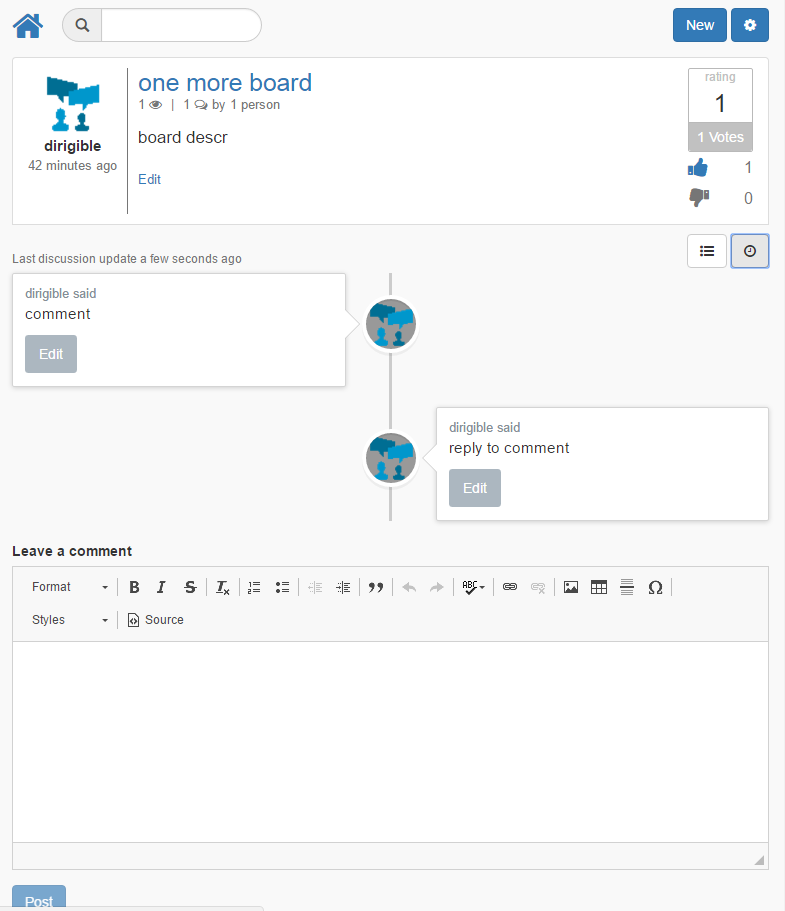 New
one more board
1 | 1 by 1 person
board descr
Edit
dirigible
42 minutes ago
rating
1
1 Votes
1
0
Last discussion update a few seconds ago
dirigible said
comment
Edit
dirigible said
reply to comment
Edit
Leave a comment
Format B I S Ix ABC Ω
Styles Source
Post